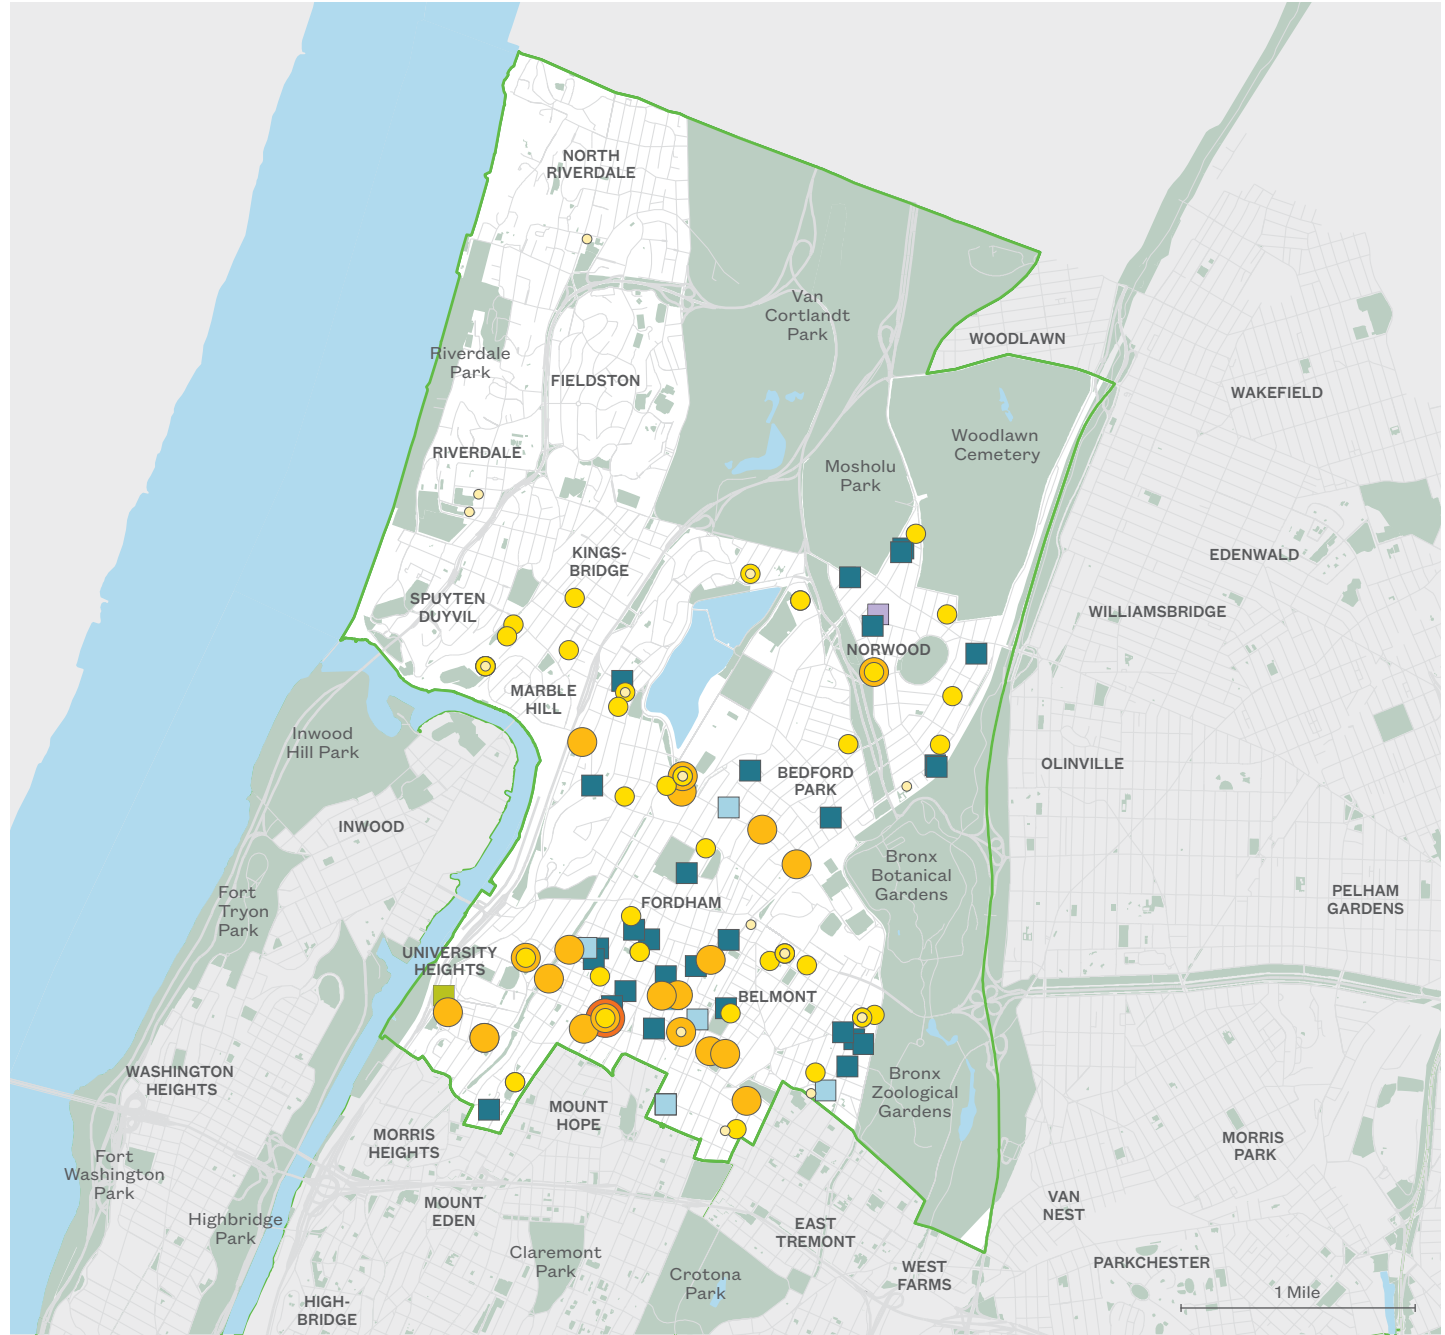 NORTH
RIVERDALE
Van
Cortlandt
Park
WOODLAWN
Riverdale
Park
FIELDSTON
WAKEFIELD
RIVERDALE
Woodlawn
Cemetery
Mosholu
Park
KINGS-
BRIDGE
EDENWALD
SPUYTEN
DUYVIL
WILLIAMSBRIDGE
NORWOOD
MARBLE
HILL
Inwood
Hill Park
BEDFORD
PARK
OLINVILLE
INWOOD
Bronx
Botanical
Gardens
Fort
Tryon
Park
PELHAM
GARDENS
FORDHAM
UNIVERSITY
HEIGHTS
BELMONT
WASHINGTON
HEIGHTS
Bronx
Zoological
Gardens
MOUNT
HOPE
MORRIS
HEIGHTS
MORRIS
PARK
Fort
Washington
Park
MOUNT
EDEN
VAN
NEST
Highbridge
Park
EAST
TREMONT
Claremont
Park
WEST
FARMS
PARKCHESTER
Crotona
Park
1 Mile
HIGH-
BRIDGE